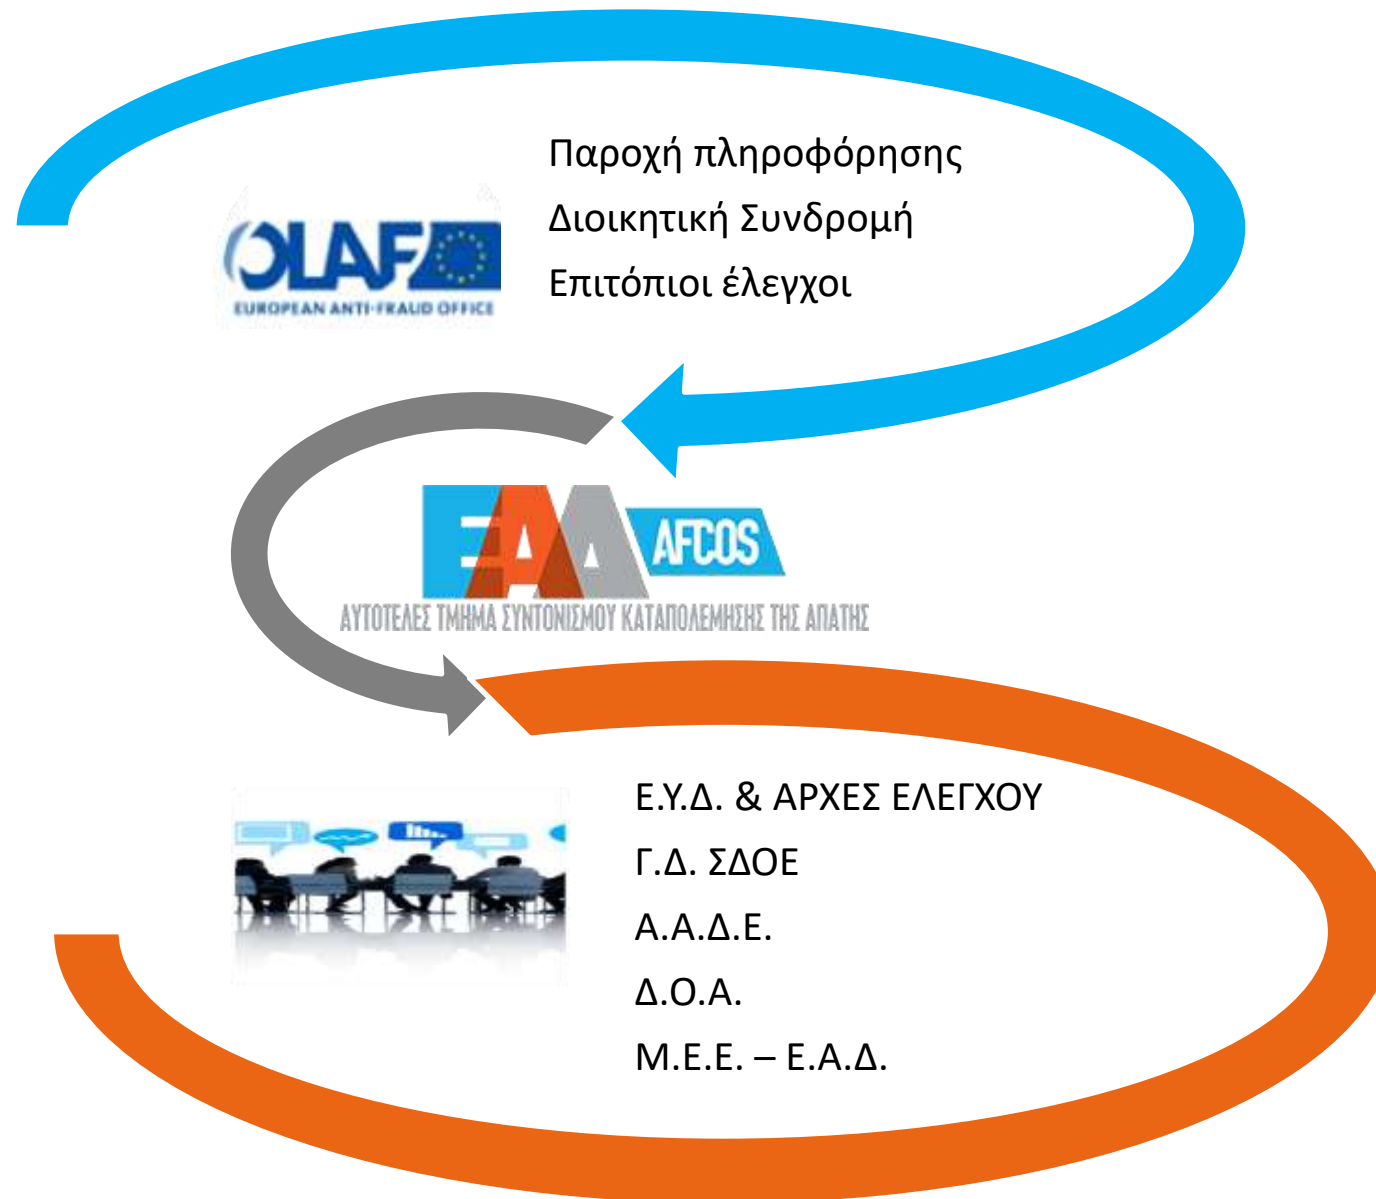 Παροχή πληροφόρησης
Διοικητική Συνδρομή
Επιτόπιοι έλεγχοι
OLAF
EUROPEAN ANTI-FRAUD OFFICE
ΕΑΔ AFCOS
ΑΥΤΟΤΕΛΕΣ ΤΜΗΜΑ ΣΥΝΤΟΝΙΣΜΟΥ ΚΑΤΑΠΟΛΕΜΗΣΗΣ ΤΗΣ ΑΠΑΤΗΣ
Ε.Υ.Δ. & ΑΡΧΕΣ ΕΛΕΓΧΟΥ
Γ.Δ. ΣΔΟΕ
Α.Α.Δ.Ε.
Δ.Ο.Α.
Μ.Ε.Ε. – Ε.Α.Δ.